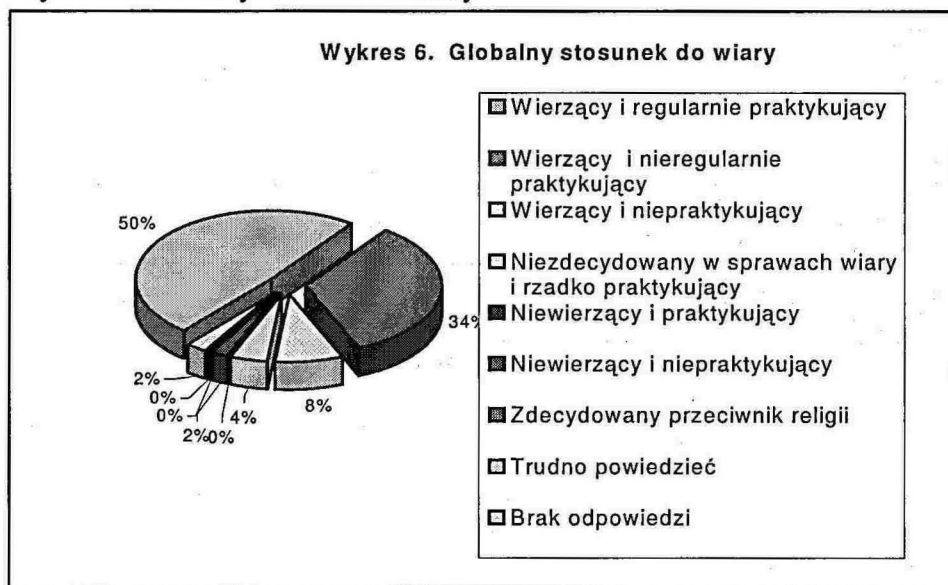 Wykres 6. Globalny stosunek do wiary
Wierzący i regularnie praktykujący
Wierzący i nieregularnie
praktykujący
Wierzący i niepraktykujący
Niezdecydowany w sprawach wiary
i rzadko praktykujący
Niewierzący i praktykujący
Niewierzący i niepraktykujący
Zdecydowany przeciwnik religii
Trudno powiedzieć
Brak odpowiedzi
50%
34%
2%
0%
0%
2%
0%
4%
8%